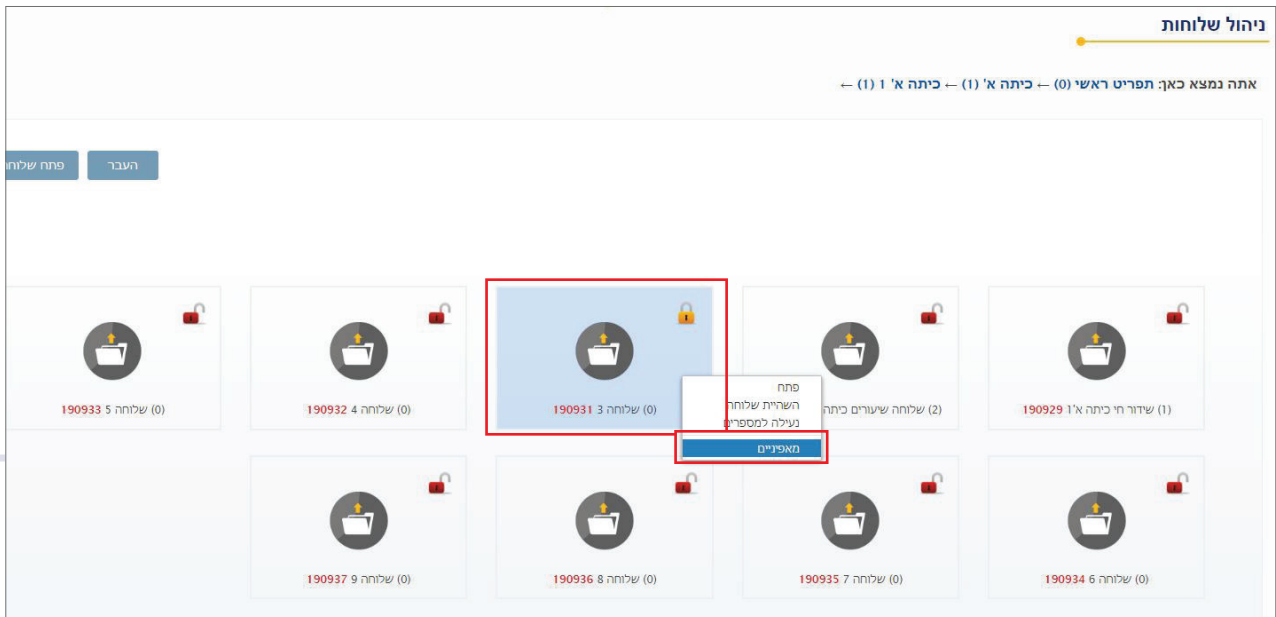 ניהול שלוחות
אתה נמצא כאן: תפריט ראשי (0) ← כיתה א' (1) ← כיתה א' 1 (1) ←
העבר
פתח שלוחה
(1) שידור חי כיתה א'1 190929
(2) שלוחה שיעורים כיתה
(0) שלוחה 3 190931
(0) שלוחה 4 190932
(0) שלוחה 5 190933
פתח
השהיית שלוחה
נעילה למספרים
מאפיניים
(0) שלוחה 6 190934
(0) שלוחה 7 190935
(0) שלוחה 8 190936
(0) שלוחה 9 190937